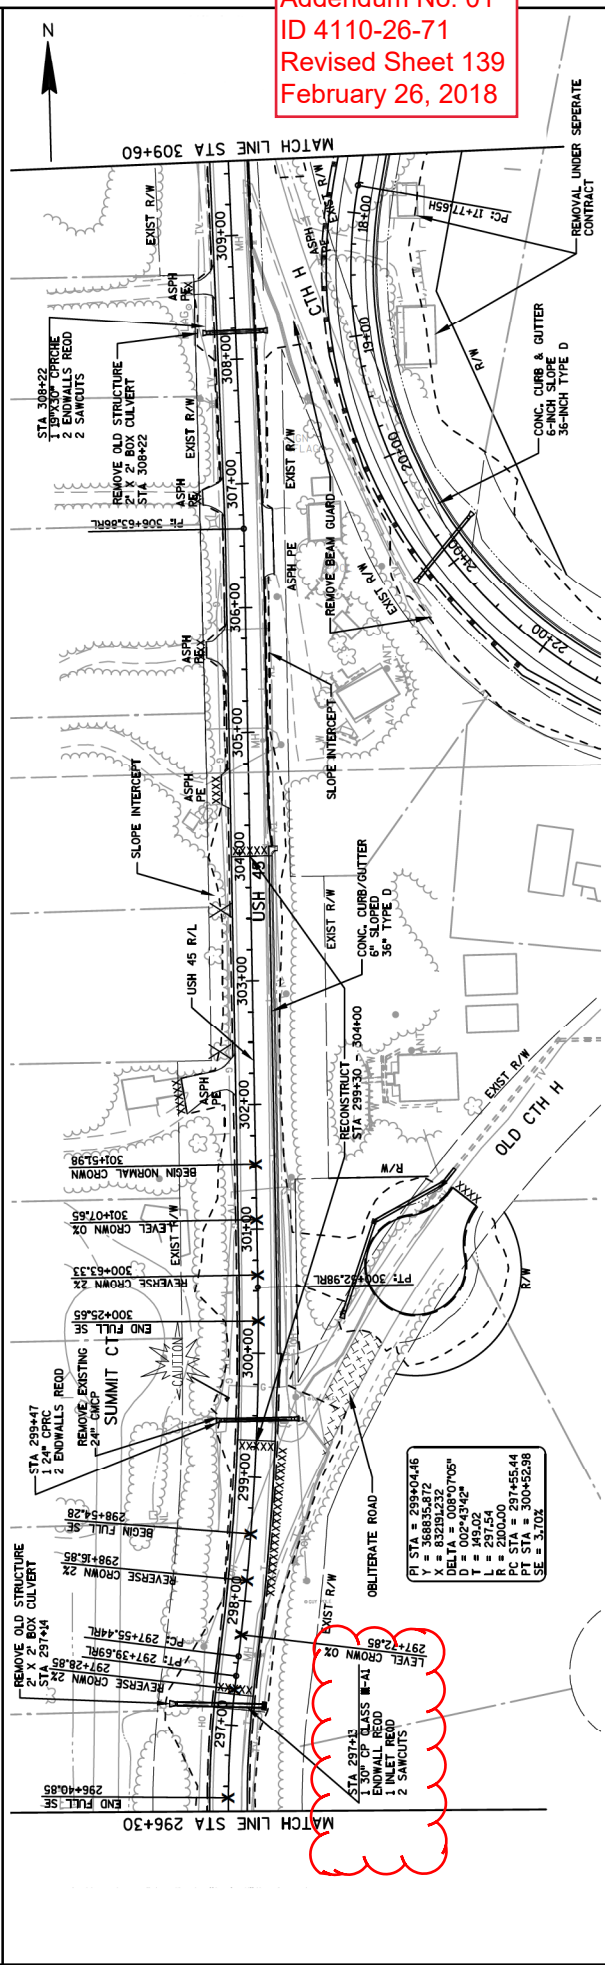 Addendum No. 01
ID 4110-26-71
Revised Sheet 139
February 26, 2018
N
MATCH LINE STA 309+60
EXIST R/W
309+00
MH
ASPH
PE
STA 308+22
1 19"X30" CPRCHE
2 ENDWALLS REQD
2 SAWCUTS
REMOVE OLD STRUCTURE
2' X 2' BOX CULVERT
STA 308+22
308+00
EXIST R/W
307+00
ASPH
PE
PI: 306+63.86RL
306+00
ASPH
PE
305+00
MH
SLOPE INTERCEPT
ASPH
PE
XXXX
304+00
XXXXX
USH 45
USH 45 R/L
303+00
302+00
ASPH
PE
XXXXX
CTH H
ASPH
PE
EXIST R/W
18+00
PC: 17+77.65H
REMOVAL UNDER SEPERATE
CONTRACT
19+00
R/W
CONC. CURB & GUTTER
6-INCH SLOPE
36-INCH TYPE D
20+00
21+00
22+00
EXIST R/W
ASPH PE
REMOVE BEAM GUARD
EXIST R/W
SLOPE INTERCEPT
EXIST R/W
CONC. CURB/GUTTER
6" SLOPED
36" TYPE D
RECONSTRUCT
STA 299+30 - 304+00
EXIST R/W
OLD CTH H
R/W
XXXX
R/W
BEGIN NORMAL CROWN
301+51.98
LEVEL CROWN 0%
301+07.65
301+00
EXIST R/W
REVERSE CROWN 2%
300+63.33
PT: 300+52.98RL
END FULL SE
300+25.65
300+00
CAUTION
SUMMIT CT
STA 299+47
1 24" CPRC
2 ENDWALLS REQD
REMOVE EXISTING
24" CMCP
299+00
OBLITERATE ROAD
BEGIN FULL SE
298+54.28
REVERSE CROWN 2%
298+16.85
298+00
PI STA = 299+04.46
Y = 368835.872
X = 832191.232
DELTA = 008°07'05"
D = 002°43'42"
T = 149.02
L = 297.54
R = 2100.00
PC STA = 297+55.44
PT STA = 300+52.98
SE = 3.70%
REMOVE OLD STRUCTURE
2' X 2' BOX CULVERT
STA 297+14
PC: 297+55.44RL
PT: 297+39.69RL
REVERSE CROWN 2%
297+28.85
297+00
EXIST R/W
LEVEL CROWN 0%
297+72.85
1 30" CP CLASS
ENDWALL REQD
1 INLET REQD
2 SAWCUTS
END FULL SE
296+40.85
MATCH LINE STA 296+30